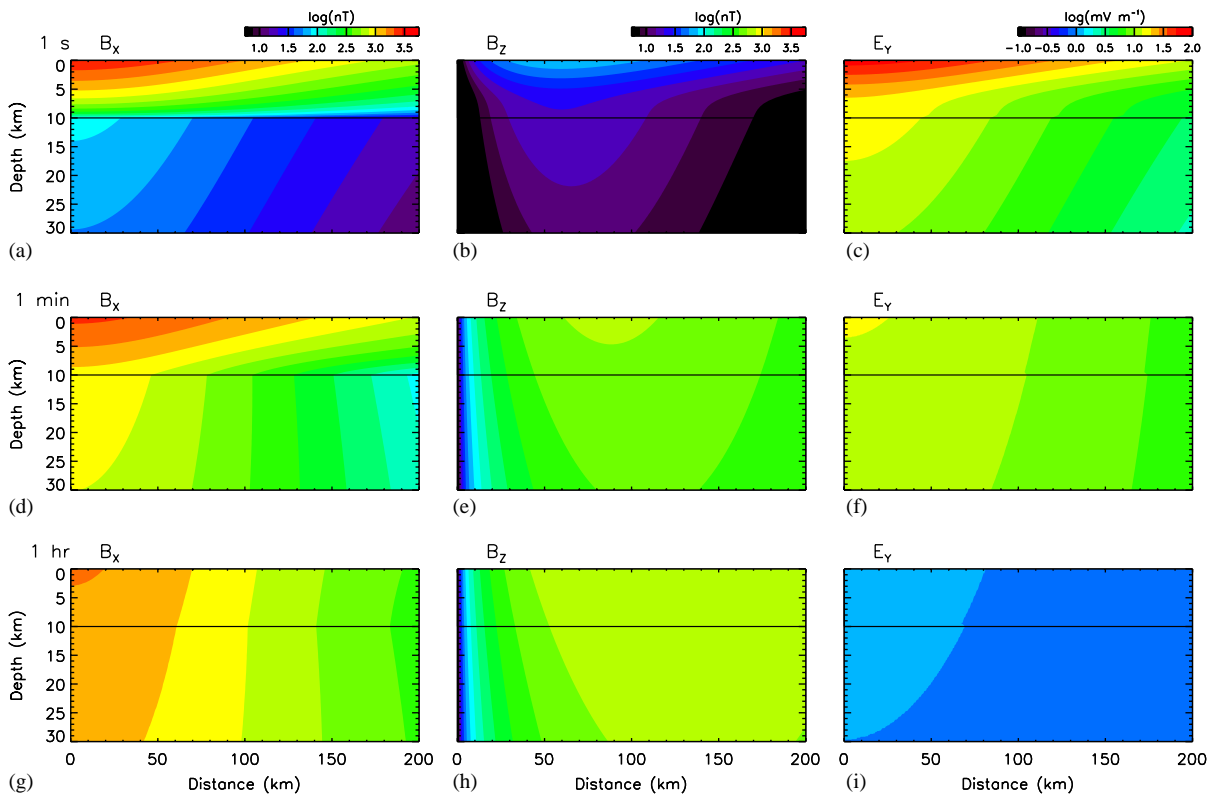 log(nT)
1.0 1.5 2.0 2.5 3.0 3.5
log(nT)
1.0 1.5 2.0 2.5 3.0 3.5
log(mV m⁻¹)
−1.0 −0.5 0.0 0.5 1.0 1.5 2.0
1 s
B_X
B_Z
E_Y
Depth (km)
0
5
10
15
20
25
30
(a)
(b)
(c)
1 min
B_X
B_Z
E_Y
Depth (km)
0
5
10
15
20
25
30
(d)
(e)
(f)
1 hr
B_X
B_Z
E_Y
Depth (km)
0
5
10
15
20
25
30
0 50 100 150 200
0 50 100 150 200
0 50 100 150 200
(g)
Distance (km)
(h)
Distance (km)
(i)
Distance (km)